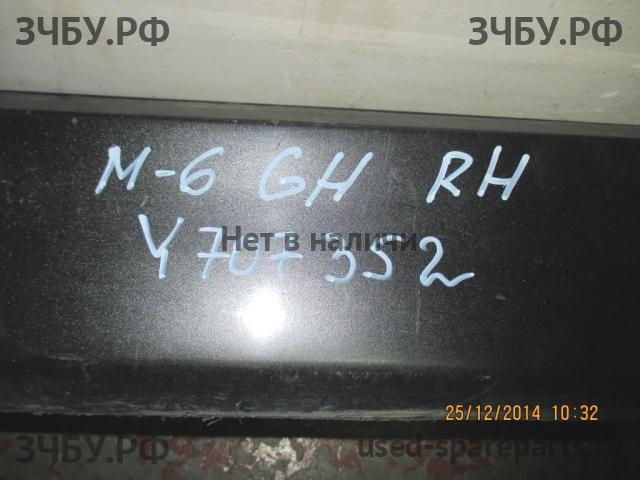 ЗЧБУ.РФ ЗЧБУ.РФ
M-6 GH RH
Y707352
Нет в наличии
25/12/2014 10:32
ЗЧБУ.РФ used-spareparts.ru